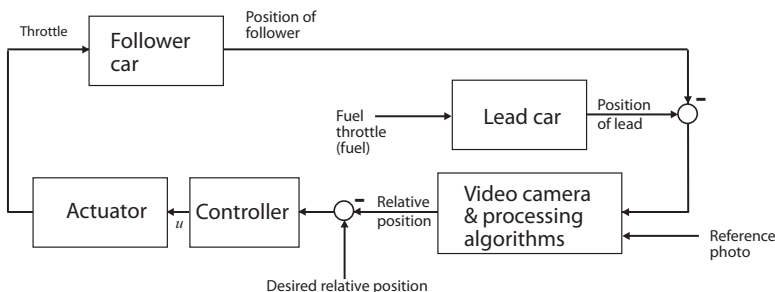 Throttle
Follower
car
Position of
follower
-
Fuel
throttle
(fuel)
Lead car
Position
of lead
Actuator
u
Controller
-
Relative
position
Video camera
& processing
algorithms
Reference
photo
Desired relative position